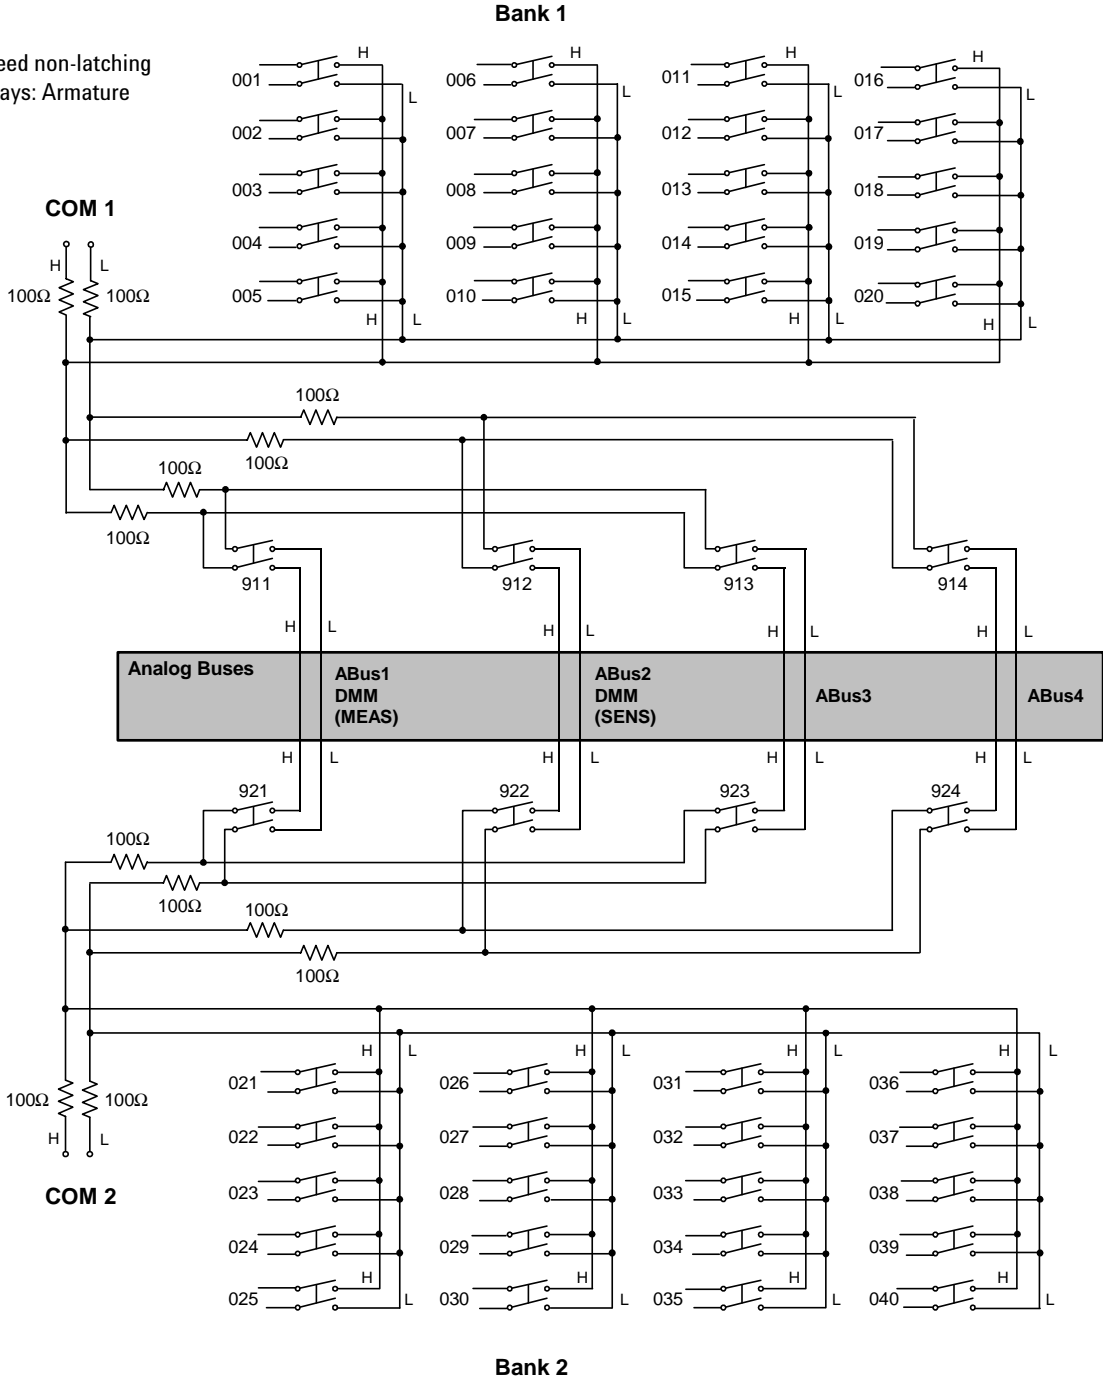 Bank 1
eed non-latching
ays: Armature
H H H H
001 006 011 016
L L L L
002 007 012 017
003 008 013 018
COM 1
004 009 014 019
H L
100Ω 100Ω
005 010 015 020
H L H L H L H L
100Ω
100Ω
100Ω
100Ω
911 912 913 914
H L H L H L H L
Analog Buses
ABus1
DMM
(MEAS)
ABus2
DMM
(SENS)
ABus3
ABus4
H L H L H L H L
921 922 923 924
100Ω
100Ω
100Ω
100Ω
H L H L H L H L
021 026 031 036
100Ω 100Ω
022 027 032 037
H L
COM 2
023 028 033 038
024 029 034 039
H H H H
025 030 035 040
L L L L
Bank 2